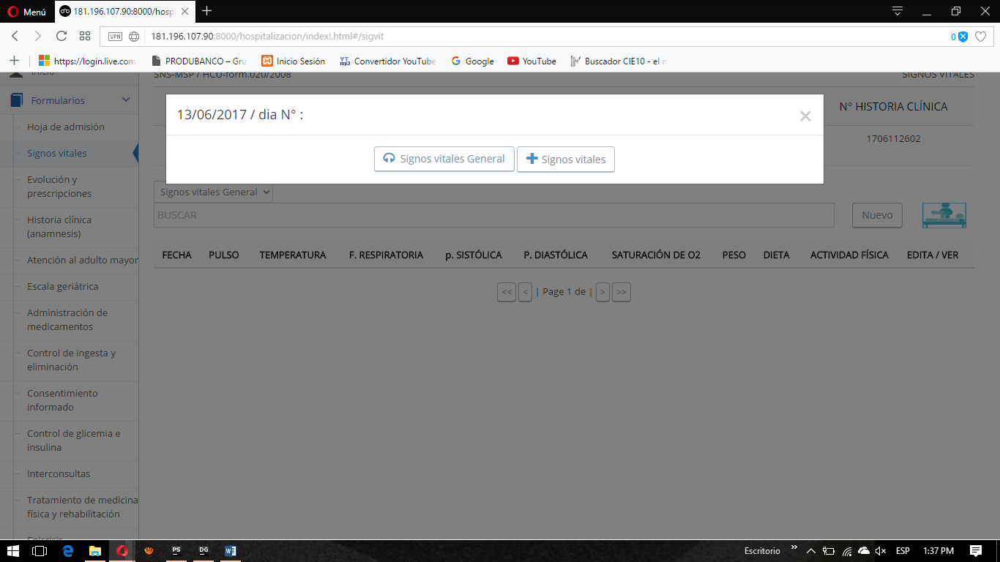 Menú
181.196.107.90:8000/hospi
VPN
181.196.107.90:8000/hospitalizacion/index!.html#/sigvit
0
https://login.live.com
PRODUBANCO – Gru
Inicio Sesión
Convertidor YouTube
Google
YouTube
Buscador CIE10 - el n
Inicio
SNS-MSP / HCU-form.020/2008
SIGNOS VITALES
Formularios
13/06/2017 / dia N° :
N° HISTORIA CLÍNICA
1706112602
Signos vitales General
Signos vitales
Hoja de admisión
Signos vitales
Evolución y
prescripciones
Historia clínica
(anamnesis)
Atención al adulto mayor
Escala geriátrica
Administración de
medicamentos
Control de ingesta y
eliminación
Consentimiento
informado
Control de glicemia e
insulina
Interconsultas
Tratamiento de medicina
física y rehabilitación
Epicrisis
Signos vitales General
BUSCAR
Nuevo
FECHA PULSO TEMPERATURA F. RESPIRATORIA p. SISTÓLICA P. DIASTÓLICA SATURACIÓN DE O2 PESO DIETA ACTIVIDAD FÍSICA EDITA / VER
<< < | Page 1 de | > >>
PS
DG
Escritorio
ESP
1:37 PM